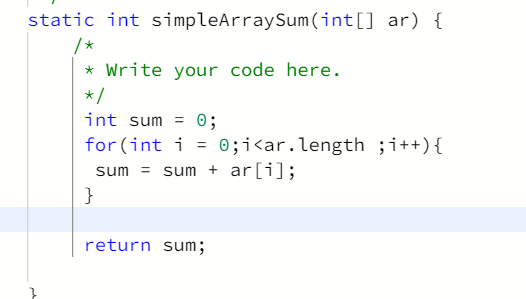 static int simpleArraySum(int[] ar) {
/*
* Write your code here.
*/
int sum = 0;
for(int i = 0;i<ar.length ;i++){
sum = sum + ar[i];
}
return sum;
}